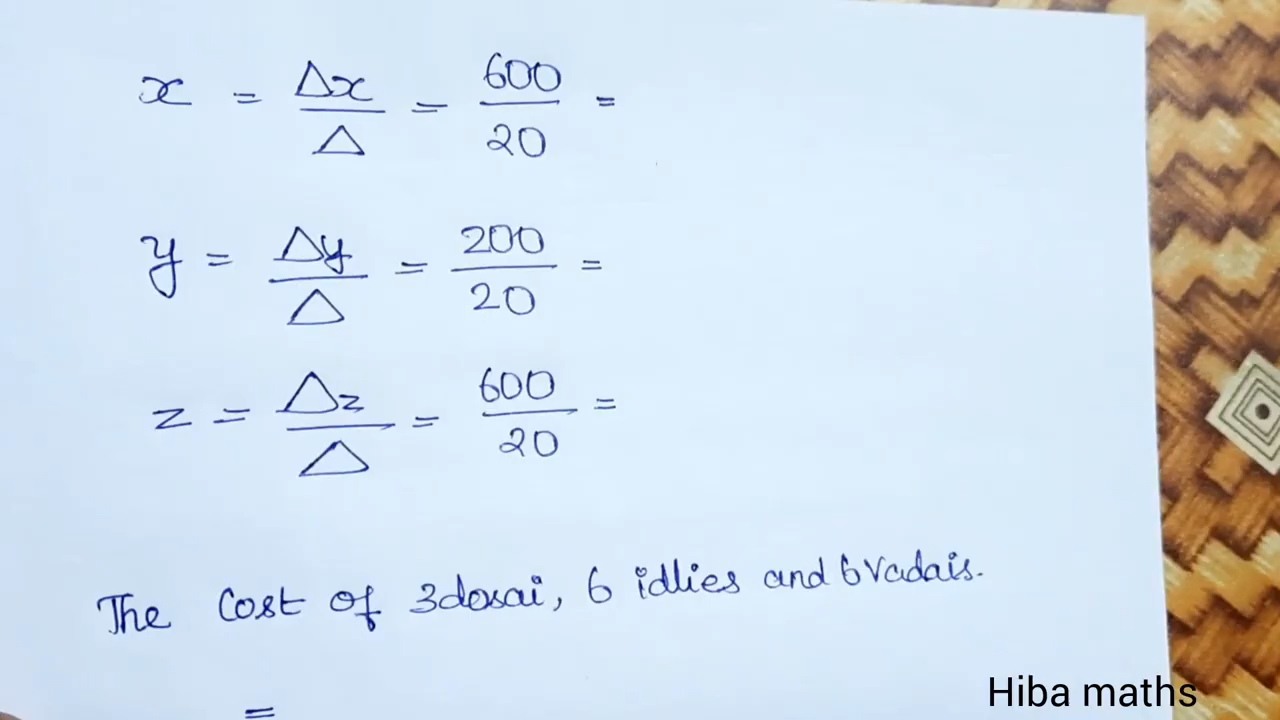 x = Δx/Δ = 600/20 =
y = Δy/Δ = 200/20 =
z = Δz/Δ = 600/20 =
The Cost of 3dosai, 6 idlies and 6Vadais.
=
Hiba maths